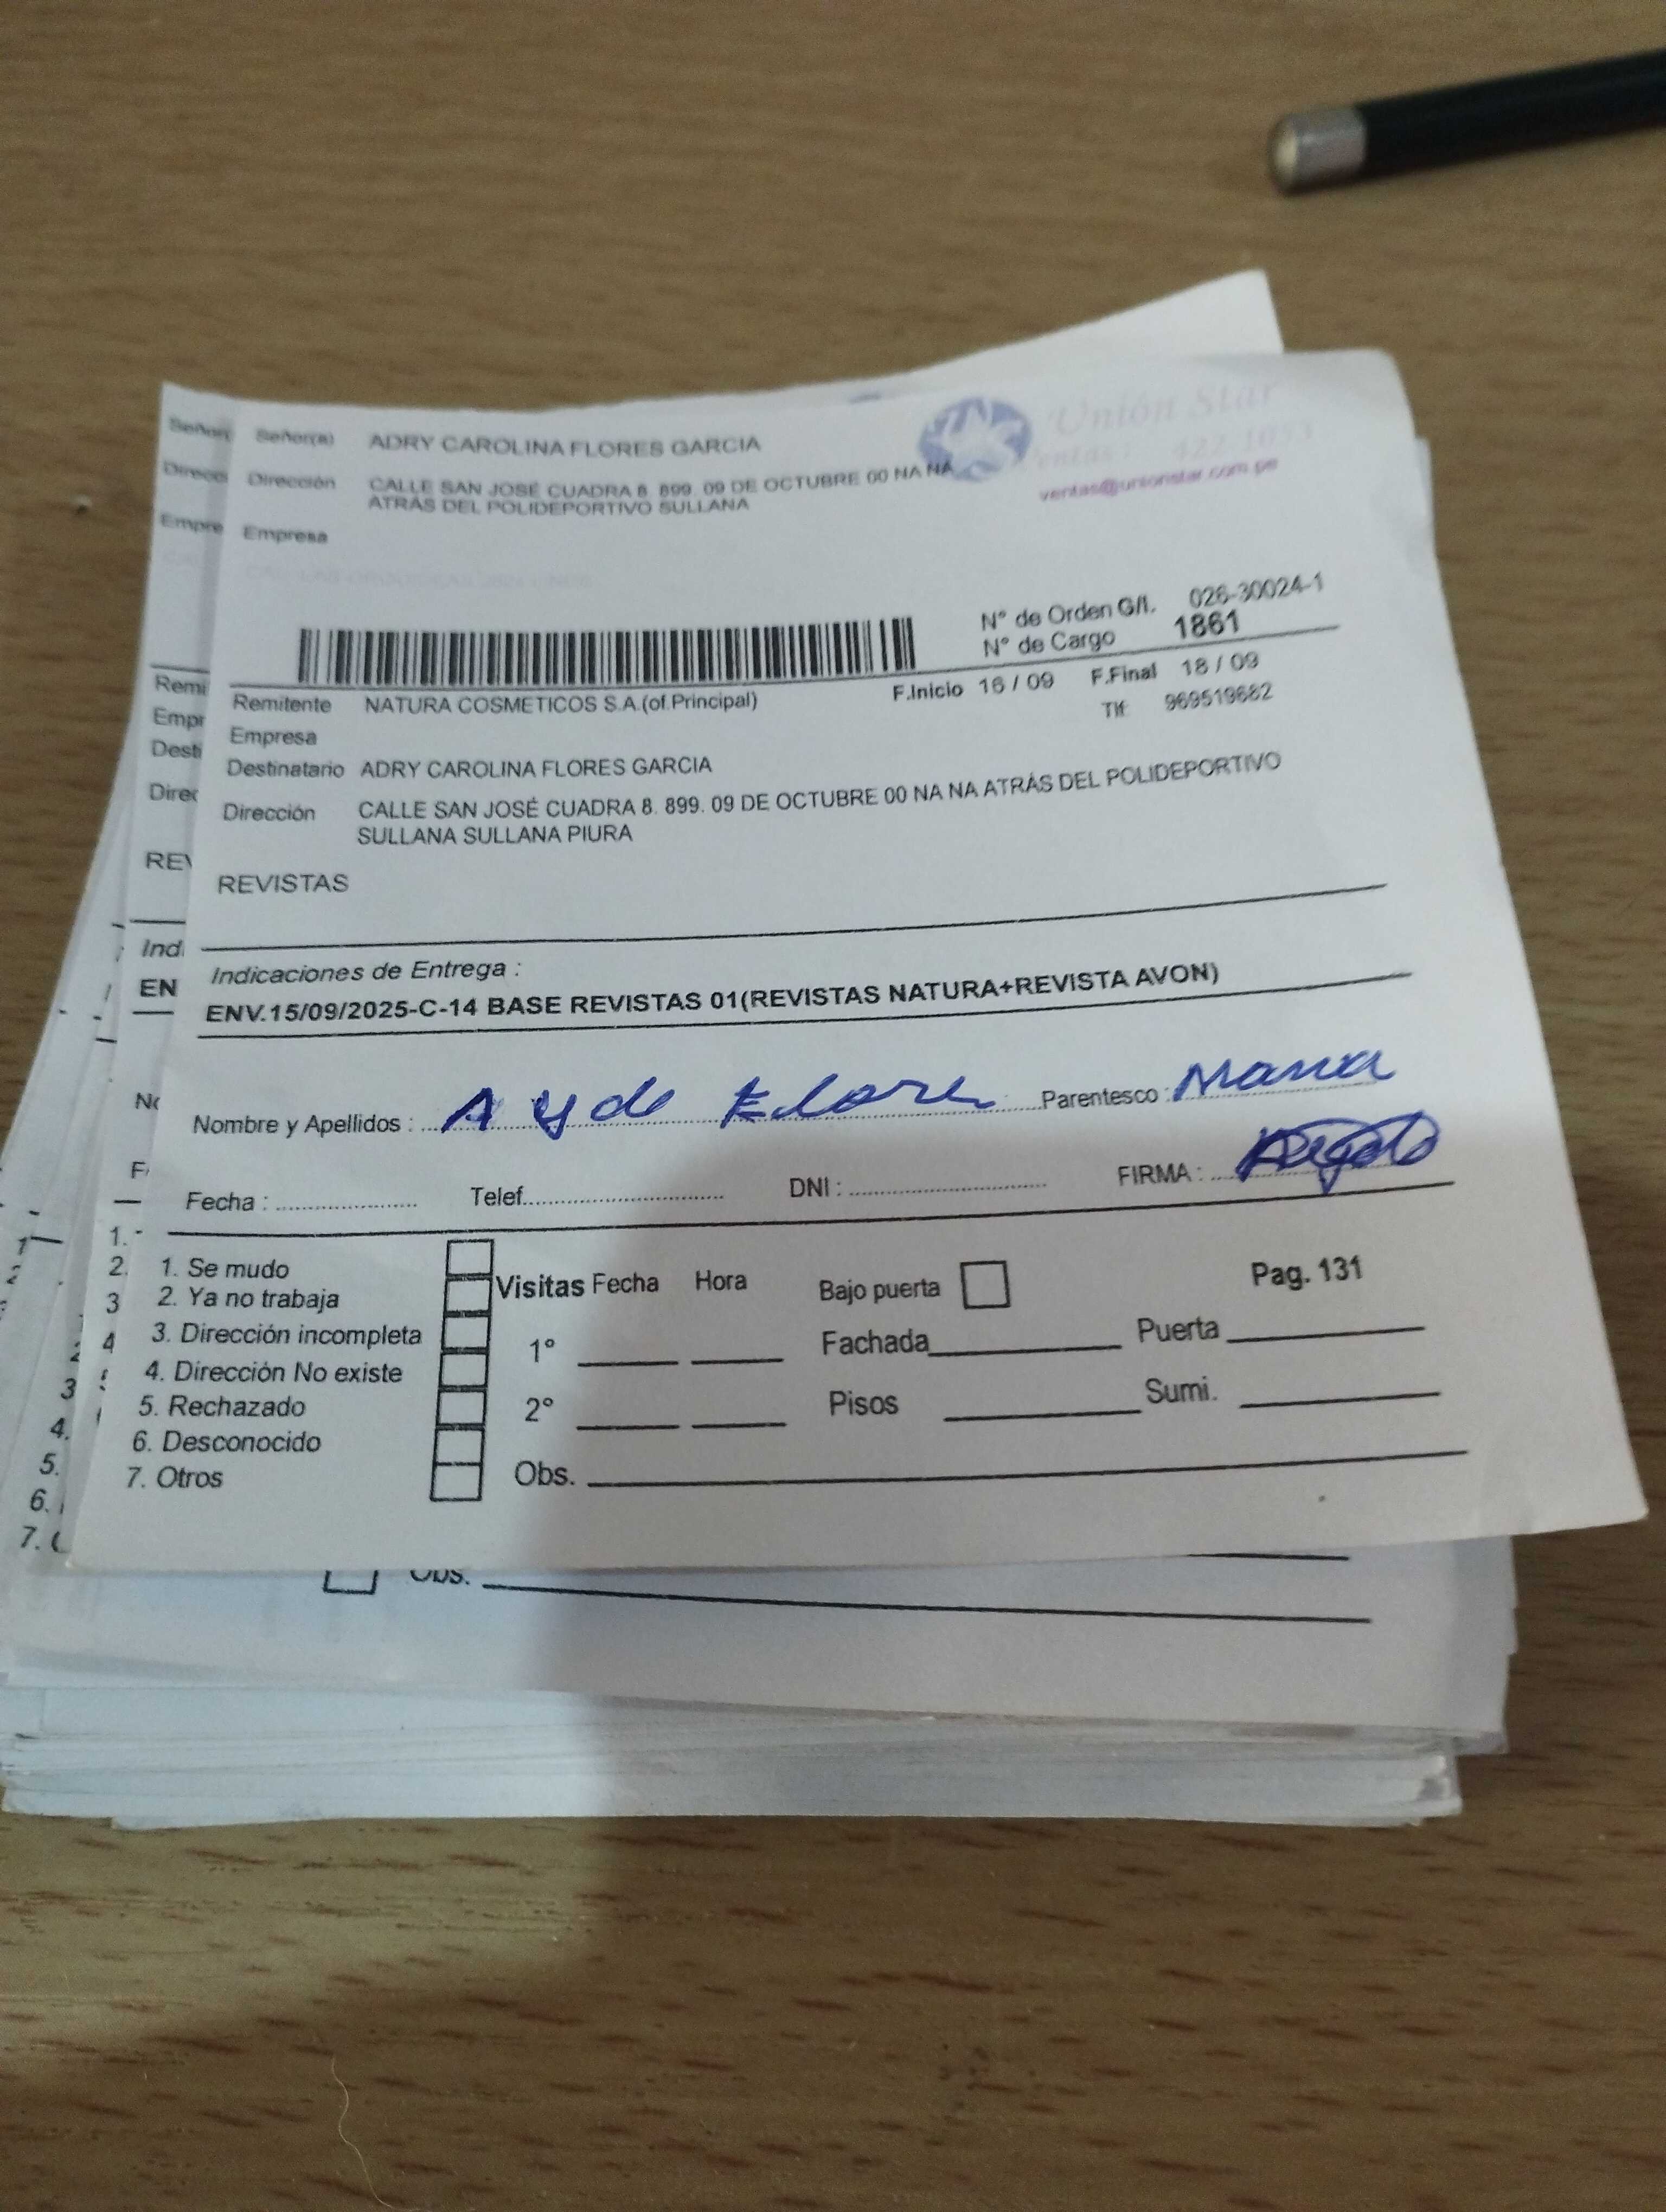 Señor(a) ADRY CAROLINA FLORES GARCIA
Dirección CALLE SAN JOSÉ CUADRA 8. 899. 09 DE OCTUBRE 00 NA NA
ATRÁS DEL POLIDEPORTIVO SULLANA
Empresa
Unión Star
ventas@unionstar.com.pe
N° de Orden G/I. 026-30024-1
N° de Cargo 1861
F.Inicio 16 / 09 F.Final 18 / 09
Remitente NATURA COSMETICOS S.A.(of.Principal)
Tlf: 969519682
Empresa
Destinatario ADRY CAROLINA FLORES GARCIA
Dirección CALLE SAN JOSÉ CUADRA 8. 899. 09 DE OCTUBRE 00 NA NA ATRÁS DEL POLIDEPORTIVO
SULLANA SULLANA PIURA
REVISTAS
Indicaciones de Entrega :
ENV.15/09/2025-C-14 BASE REVISTAS 01(REVISTAS NATURA+REVISTA AVON)
Nombre y Apellidos : Ayde Flores Parentesco : Mama
Fecha : Telef. DNI : FIRMA :
1. Se mudo
2. Ya no trabaja
3. Dirección incompleta
4. Dirección No existe
5. Rechazado
6. Desconocido
7. Otros
Visitas Fecha Hora Bajo puerta Pag. 131
1° Fachada Puerta
2° Pisos Sumi.
Obs.
Obs.